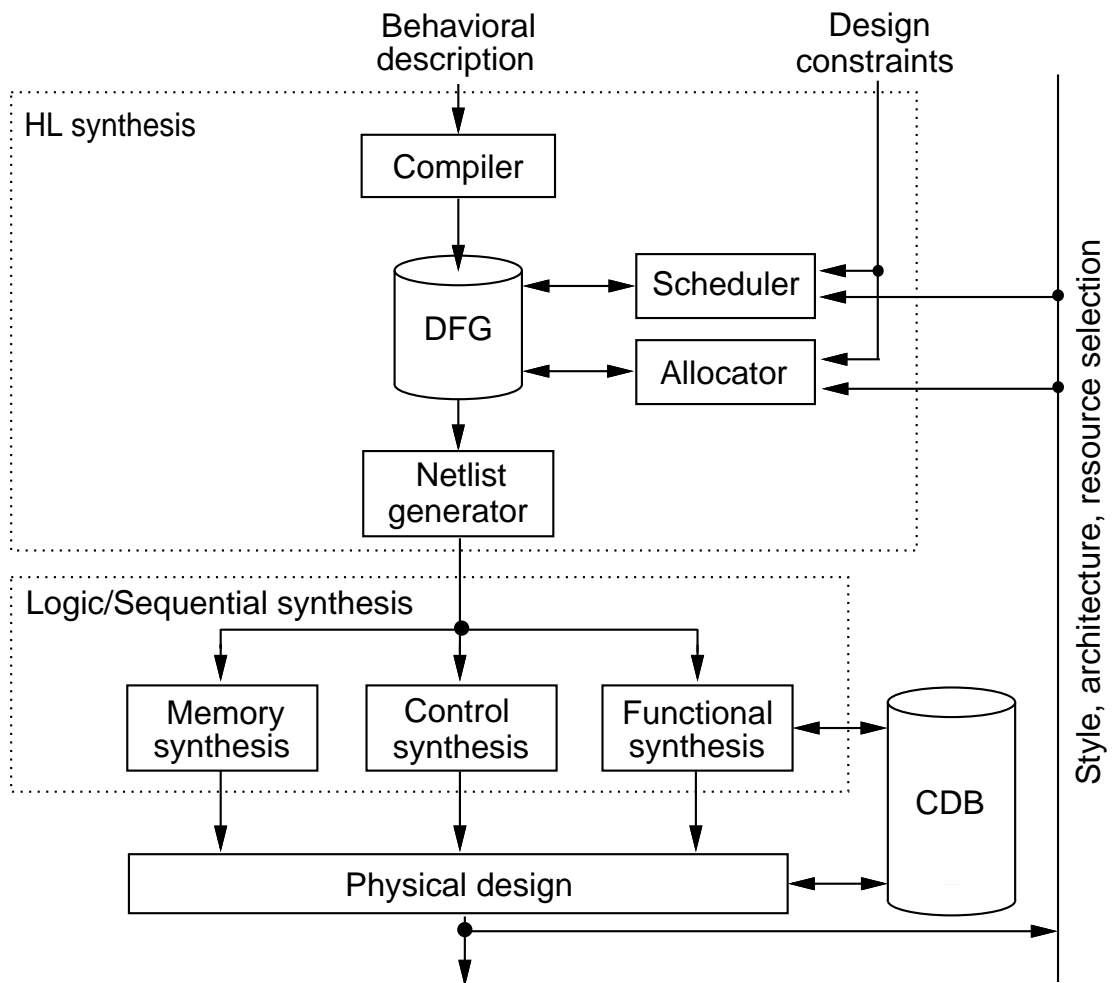 Behavioral
description
Design
constraints
HL synthesis
Compiler
DFG
Scheduler
Allocator
Netlist
generator
Style, architecture, resource selection
Logic/Sequential synthesis
Memory
synthesis
Control
synthesis
Functional
synthesis
CDB
Physical design